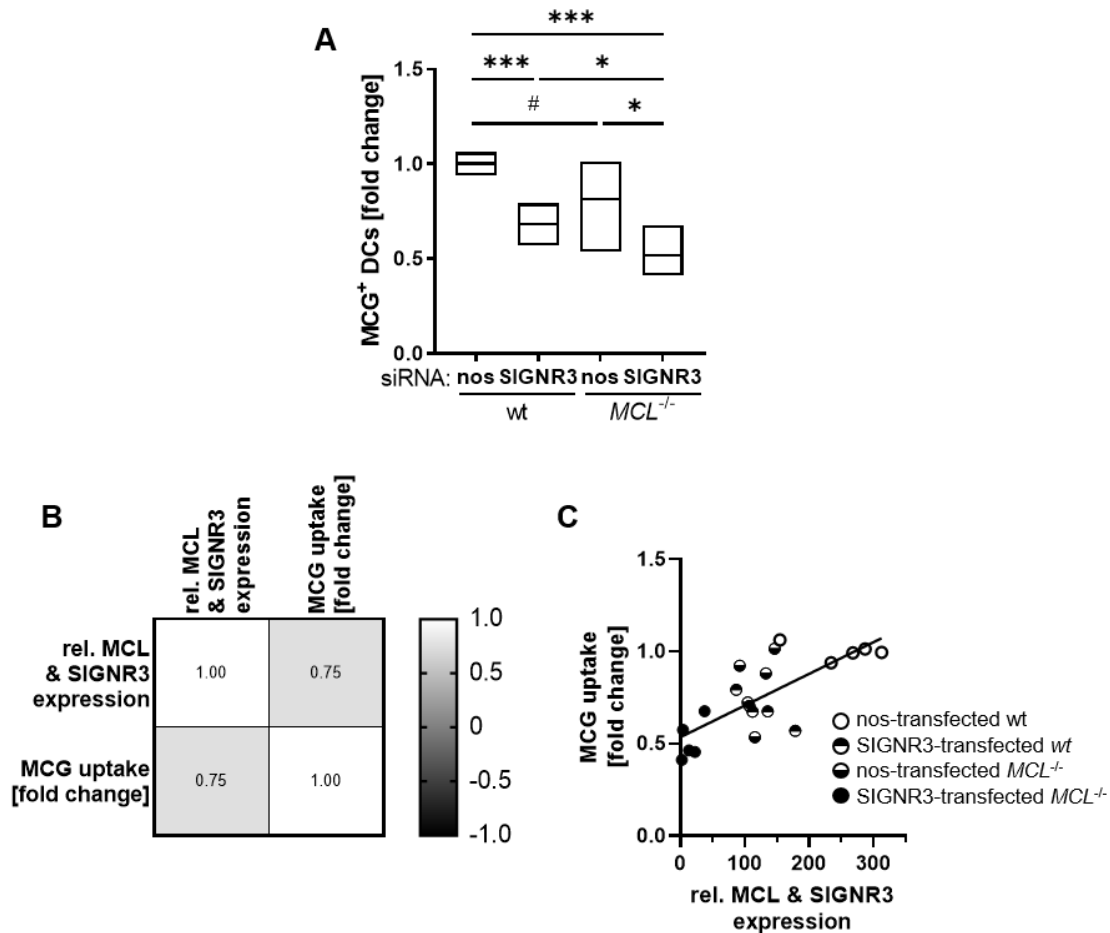 A
***
***
*
#
*
MCG⁺ DCs [fold change]
1.5
1.0
0.5
0.0
siRNA: nos SIGNR3 nos SIGNR3
wt
MCL⁻/⁻
B
rel. MCL
& SIGNR3
expression
MCG uptake
[fold change]
rel. MCL
& SIGNR3
expression
1.00
0.75
MCG uptake
[fold change]
0.75
1.00
1.0
0.5
0
-0.5
-1.0
C
MCG uptake
[fold change]
1.5
1.0
0.5
0.0
0
100
200
300
rel. MCL & SIGNR3
expression
nos-transfected wt
SIGNR3-transfected wt
nos-transfected MCL⁻/⁻
SIGNR3-transfected MCL⁻/⁻